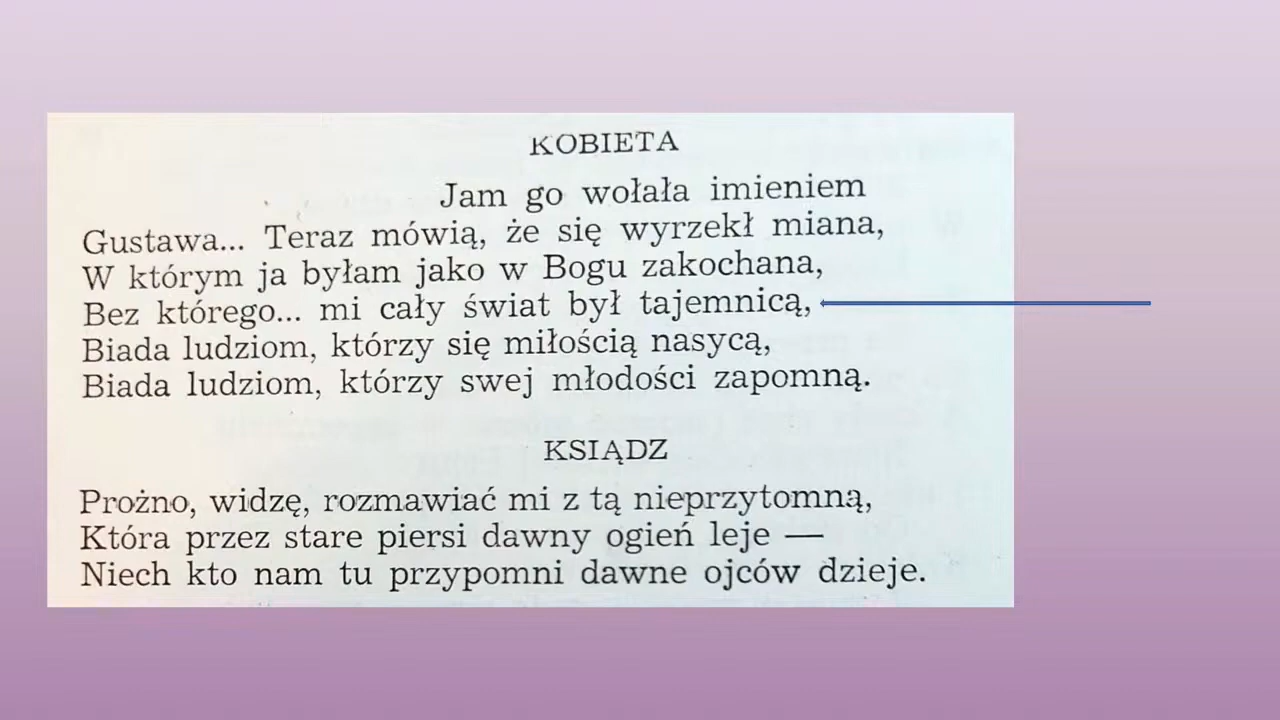 KOBIETA
Jam go wołała imieniem
Gustawa... Teraz mówią, że się wyrzekł miana,
W którym ja byłam jako w Bogu zakochana,
Bez którego... mi cały świat był tajemnicą,
Biada ludziom, którzy się miłością nasycą,
Biada ludziom, którzy swej młodości zapomną.
KSIĄDZ
Prożno, widzę, rozmawiać mi z tą nieprzytomną,
Która przez stare piersi dawny ogień leje —
Niech kto nam tu przypomni dawne ojców dzieje.